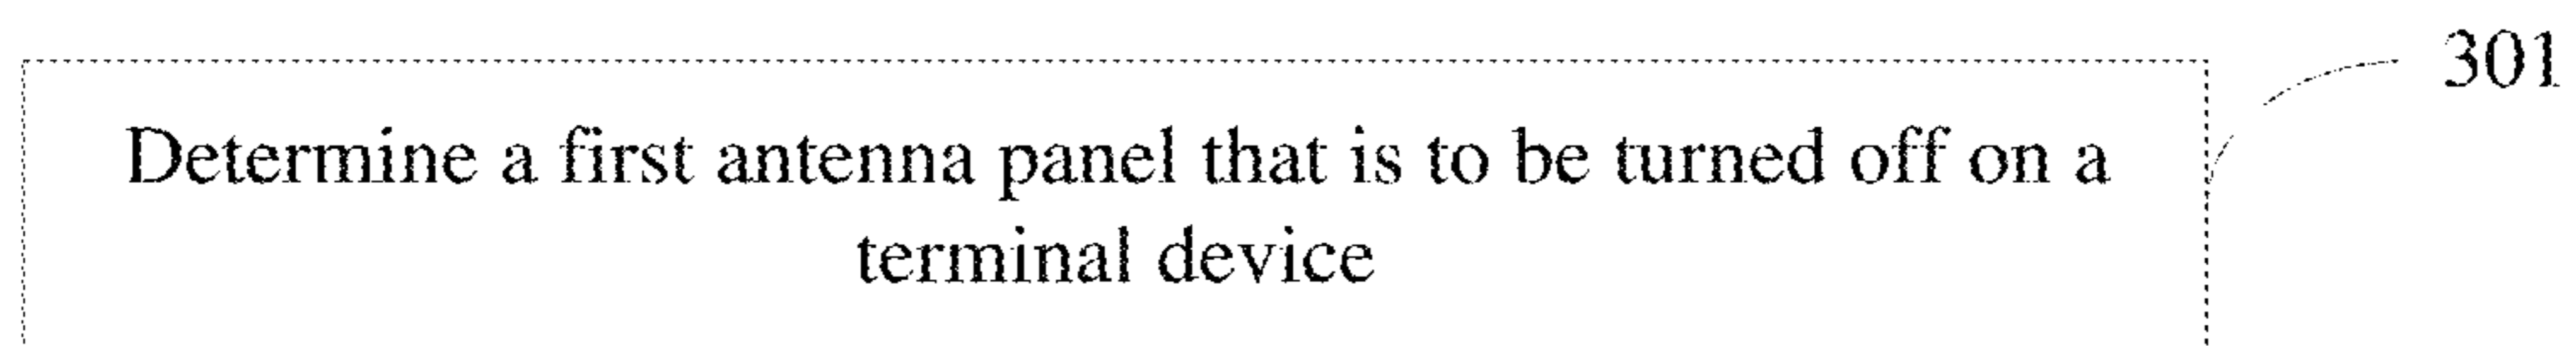 301
Determine a first antenna panel that is to be turned off on a
terminal device